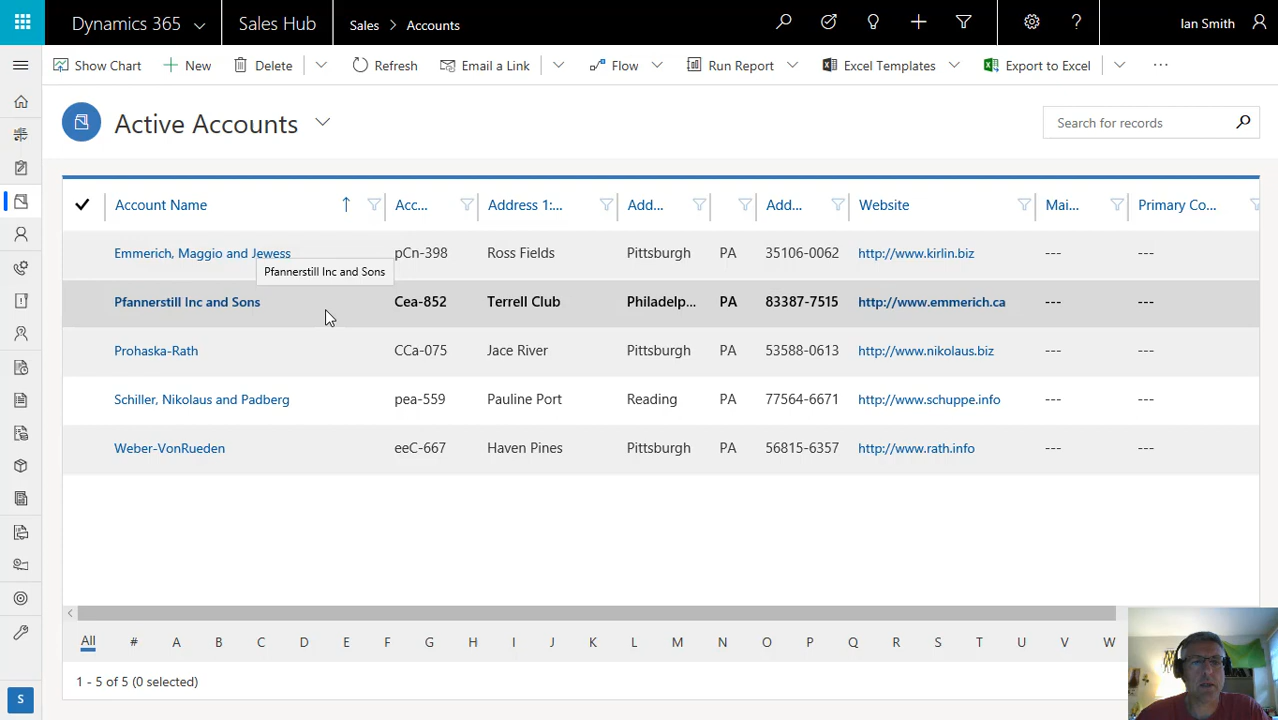 Dynamics 365 Sales Hub Sales > Accounts Ian Smith
Show Chart New Delete Refresh Email a Link Flow Run Report Excel Templates Export to Excel ...
Active Accounts
Search for records
Account Name Acc... Address 1:... Add... Add... Website Mai... Primary Co...
Emmerich, Maggio and Jewess pCn-398 Ross Fields Pittsburgh PA 35106-0062 http://www.kirlin.biz --- ---
Pfannerstill Inc and Sons
Pfannerstill Inc and Sons Cea-852 Terrell Club Philadelp... PA 83387-7515 http://www.emmerich.ca --- ---
Prohaska-Rath CCa-075 Jace River Pittsburgh PA 53588-0613 http://www.nikolaus.biz --- ---
Schiller, Nikolaus and Padberg pea-559 Pauline Port Reading PA 77564-6671 http://www.schuppe.info --- ---
Weber-VonRueden eeC-667 Haven Pines Pittsburgh PA 56815-6357 http://www.rath.info --- ---
All # A B C D E F G H I J K L M N O P Q R S T U V W
1 - 5 of 5 (0 selected)
S